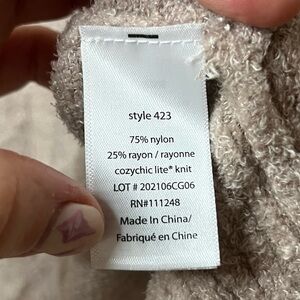 style 423
75% nylon
25% rayon / rayonne
cozychic lite® knit
LOT # 202106CG06
RN#111248
Made In China/
Fabriqué en Chine